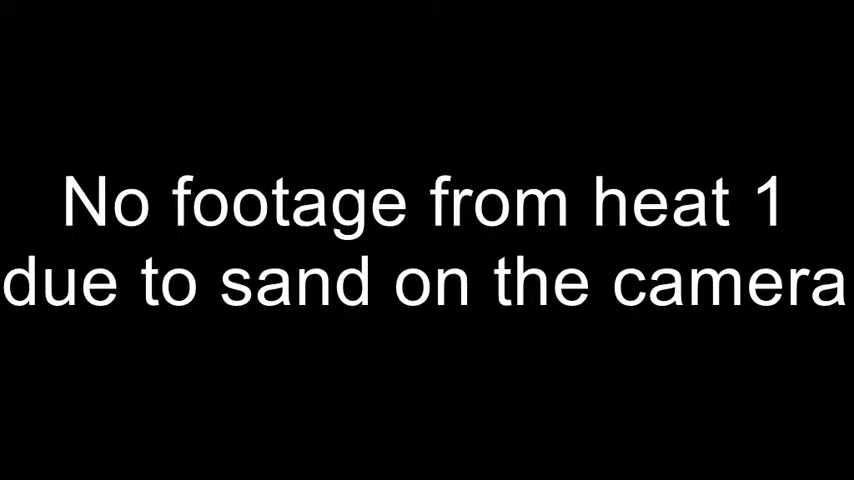 No footage from heat 1
due to sand on the camera